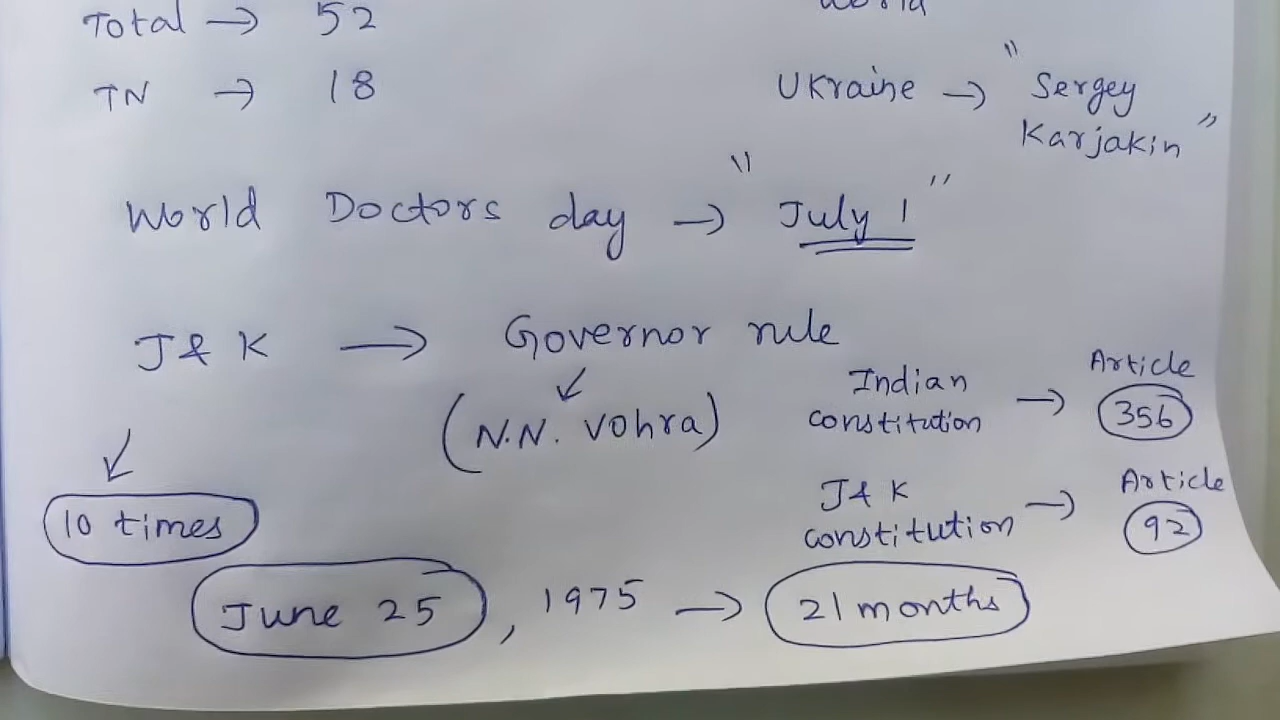 Total → 52
World
TN → 18
Ukraine → "Sergey
Karjakin"
World Doctors day → "July 1"
J & K → Governor rule
(N.N. Vohra)
Indian
constitution → Article
356
10 times
J & K
constitution → Article
92
June 25, 1975 → 21 months